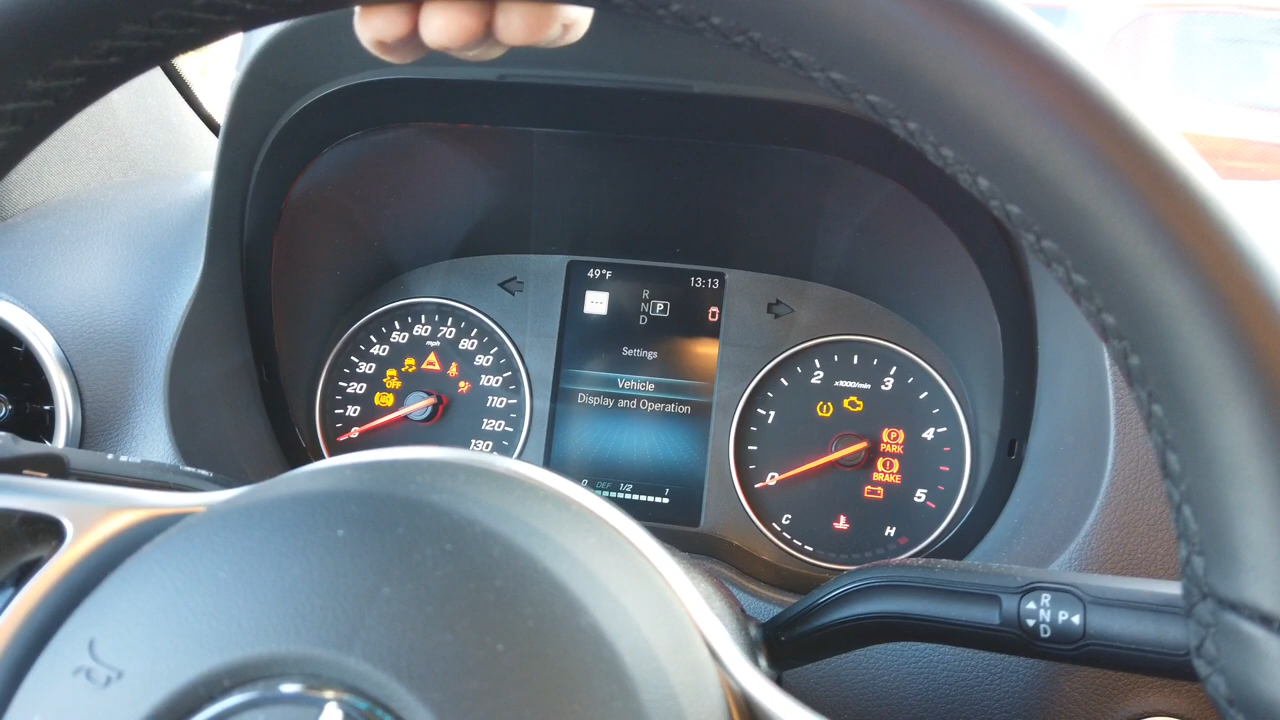 49°F
13:13
---
R
N P
D
Settings
Vehicle
Display and Operation
0 DEF 1/2 1
0
10
20
30
40
50
60
70
80
90
100
110
120
130
mph
OFF
0
1
2
3
4
5
x1000/min
P
PARK
BRAKE
C
H
R
N P
D